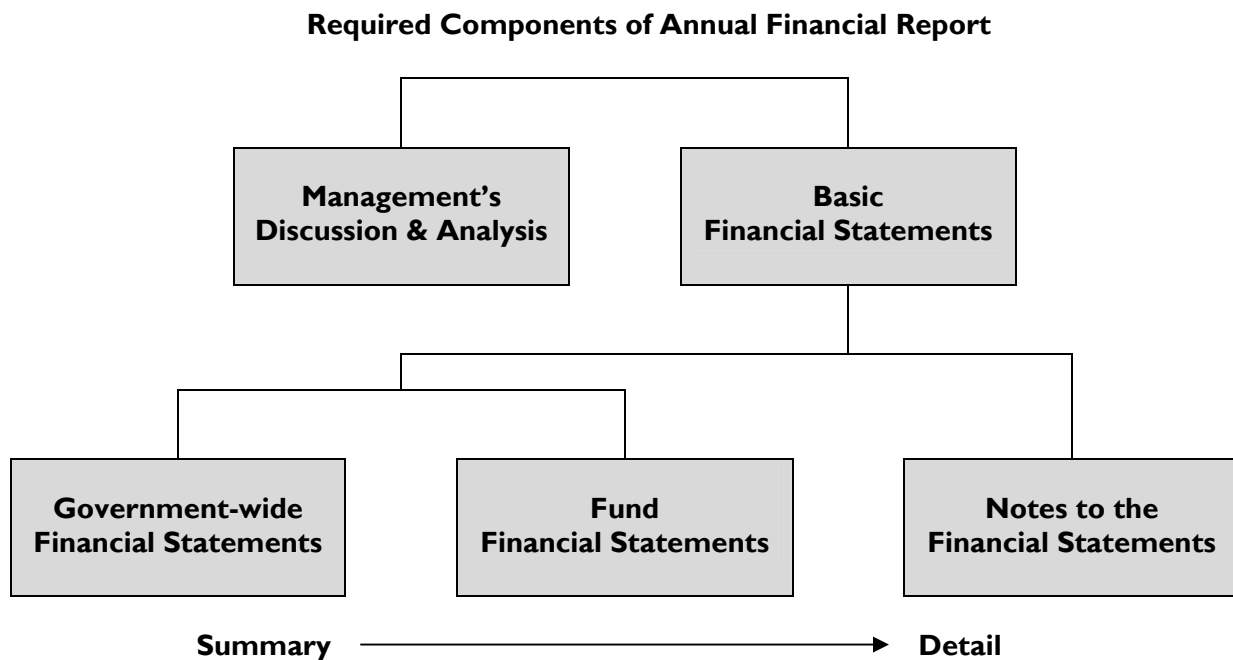 Required Components of Annual Financial Report
Management’s
Discussion & Analysis
Basic
Financial Statements
Government-wide
Financial Statements
Fund
Financial Statements
Notes to the
Financial Statements
Summary
Detail